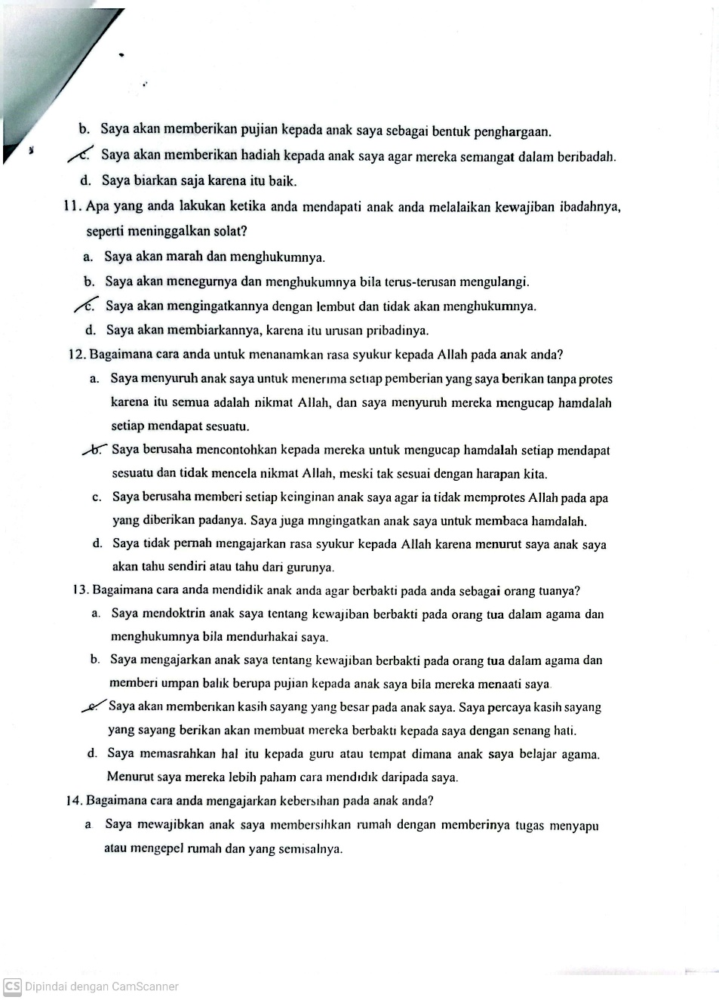 b. Saya akan memberikan pujian kepada anak saya sebagai bentuk penghargaan.
c. Saya akan memberikan hadiah kepada anak saya agar mereka semangat dalam beribadah.
d. Saya biarkan saja karena itu baik.
11. Apa yang anda lakukan ketika anda mendapati anak anda melalaikan kewajiban ibadahnya,
seperti meninggalkan solat?
a. Saya akan marah dan menghukumnya.
b. Saya akan menegurnya dan menghukumnya bila terus-terusan mengulangi.
c. Saya akan mengingatkannya dengan lembut dan tidak akan menghukumnya.
d. Saya akan membiarkannya, karena itu urusan pribadinya.
12. Bagaimana cara anda untuk menanamkan rasa syukur kepada Allah pada anak anda?
a. Saya menyuruh anak saya untuk menerima setiap pemberian yang saya berikan tanpa protes
karena itu semua adalah nikmat Allah, dan saya menyuruh mereka mengucap hamdalah
setiap mendapat sesuatu.
b. Saya berusaha mencontohkan kepada mereka untuk mengucap hamdalah setiap mendapat
sesuatu dan tidak mencela nikmat Allah, meski tak sesuai dengan harapan kita.
c. Saya berusaha memberi setiap keinginan anak saya agar ia tidak memprotes Allah pada apa
yang diberikan padanya. Saya juga mngingatkan anak saya untuk membaca hamdalah.
d. Saya tidak pernah mengajarkan rasa syukur kepada Allah karena menurut saya anak saya
akan tahu sendiri atau tahu dari gurunya.
13. Bagaimana cara anda mendidik anak anda agar berbakti pada anda sebagai orang tuanya?
a. Saya mendoktrin anak saya tentang kewajiban berbakti pada orang tua dalam agama dan
menghukumnya bila mendurhakai saya.
b. Saya mengajarkan anak saya tentang kewajiban berbakti pada orang tua dalam agama dan
memberi umpan balik berupa pujian kepada anak saya bila mereka menaati saya.
c. Saya akan memberikan kasih sayang yang besar pada anak saya. Saya percaya kasih sayang
yang sayang berikan akan membuat mereka berbakti kepada saya dengan senang hati.
d. Saya memasrahkan hal itu kepada guru atau tempat dimana anak saya belajar agama.
Menurut saya mereka lebih paham cara mendidik daripada saya.
14. Bagaimana cara anda mengajarkan kebersihan pada anak anda?
a Saya mewajibkan anak saya membersihkan rumah dengan memberinya tugas menyapu
atau mengepel rumah dan yang semisalnya.
CS Dipindai dengan CamScanner